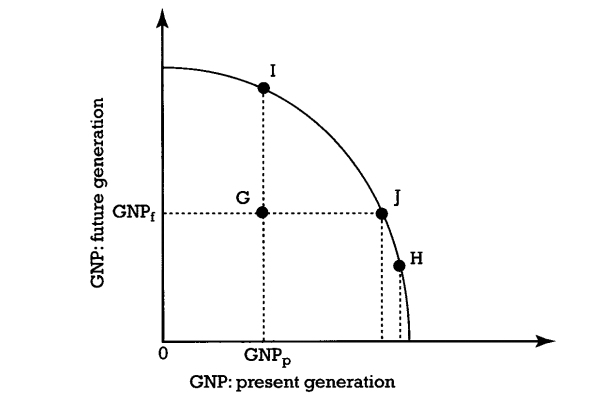 I
GNP: future generation
G
J
GNPf
H
0
GNPp
GNP: present generation